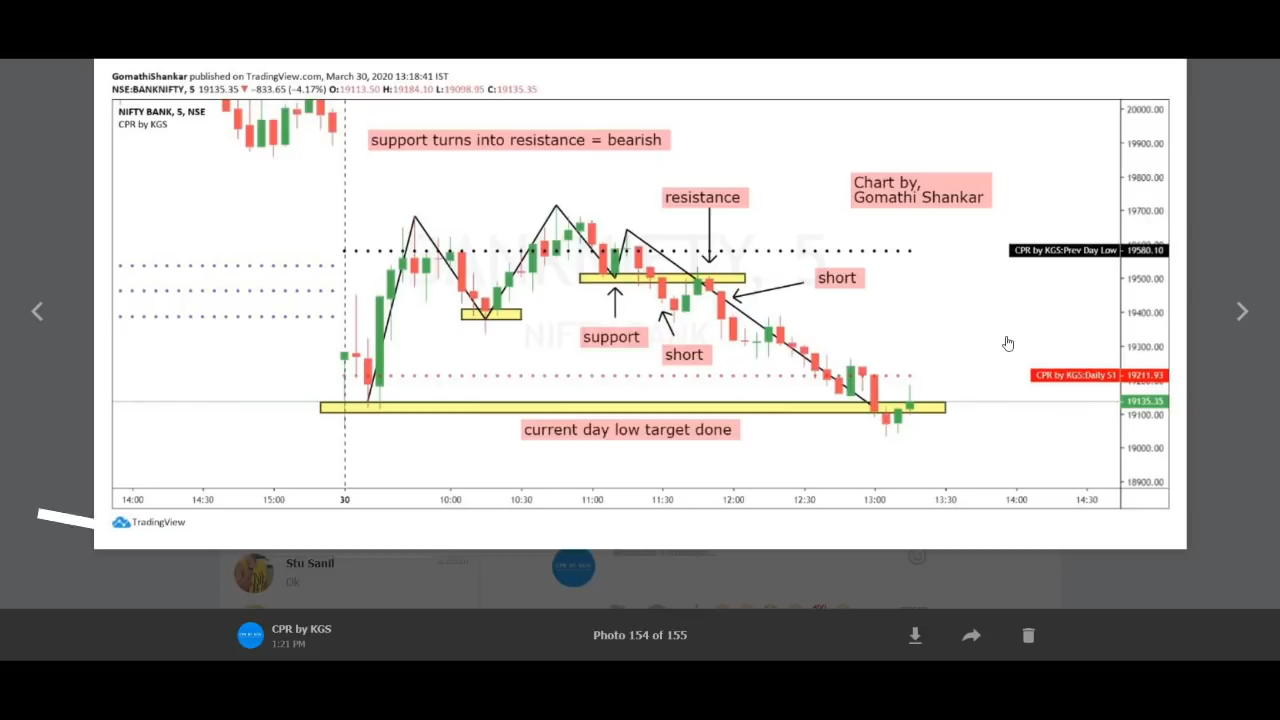 GomathiShankar published on TradingView.com, March 30, 2020 13:18:41 IST
NSE:BANKNIFTY, 5 19135.35 ▼ −833.65 (−4.17%) O:19113.50 H:19184.10 L:19098.95 C:19135.35
NIFTY BANK, 5, NSE
CPR by KGS
support turns into resistance = bearish
resistance
Chart by,
Gomathi Shankar
short
support
short
current day low target done
BANKNIFTY, 5
NIFTY BANK
20000.00
19900.00
19800.00
19700.00
CPR by KGS:Prev Day Low 19580.10
19500.00
19400.00
19300.00
CPR by KGS:Daily S1 19211.93
19135.35
19100.00
19000.00
18900.00
14:00 14:30 15:00 30 10:00 10:30 11:00 11:30 12:00 12:30 13:00 13:30 14:00 14:30
TradingView
Stu Sanil
Ok
CPR by KGS
1:21 PM
Photo 154 of 155